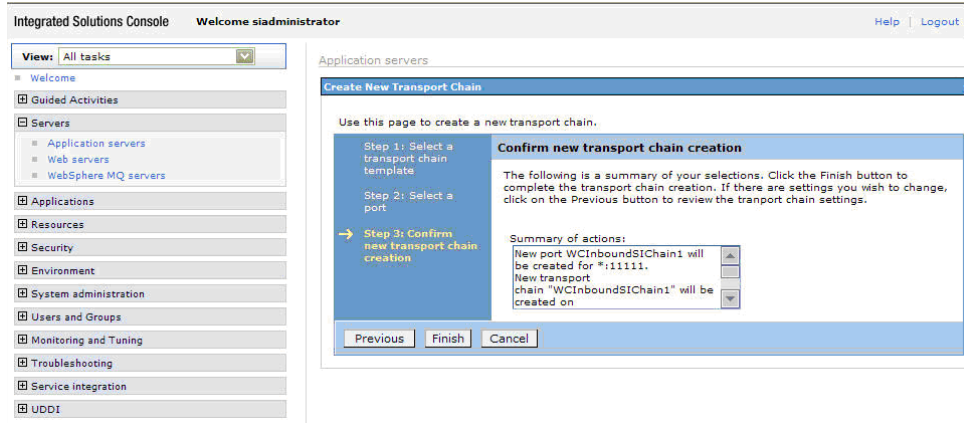 Integrated Solutions Console Welcome siadministrator Help | Logout
View: All tasks
Welcome
Guided Activities
Servers
Application servers
Web servers
WebSphere MQ servers
Applications
Resources
Security
Environment
System administration
Users and Groups
Monitoring and Tuning
Troubleshooting
Service integration
UDDI
Application servers
Create New Transport Chain
Use this page to create a new transport chain.
Step 1: Select a
transport chain
template
Step 2: Select a
port
Step 3: Confirm
new transport chain
creation
Confirm new transport chain creation
The following is a summary of your selections. Click the Finish button to
complete the transport chain creation. If there are settings you wish to change,
click on the Previous button to review the tranport chain settings.
Summary of actions:
New port WCInboundSIChain1 will
be created for *:11111.
New transport
chain "WCInboundSIChain1" will be
created on
Previous Finish Cancel